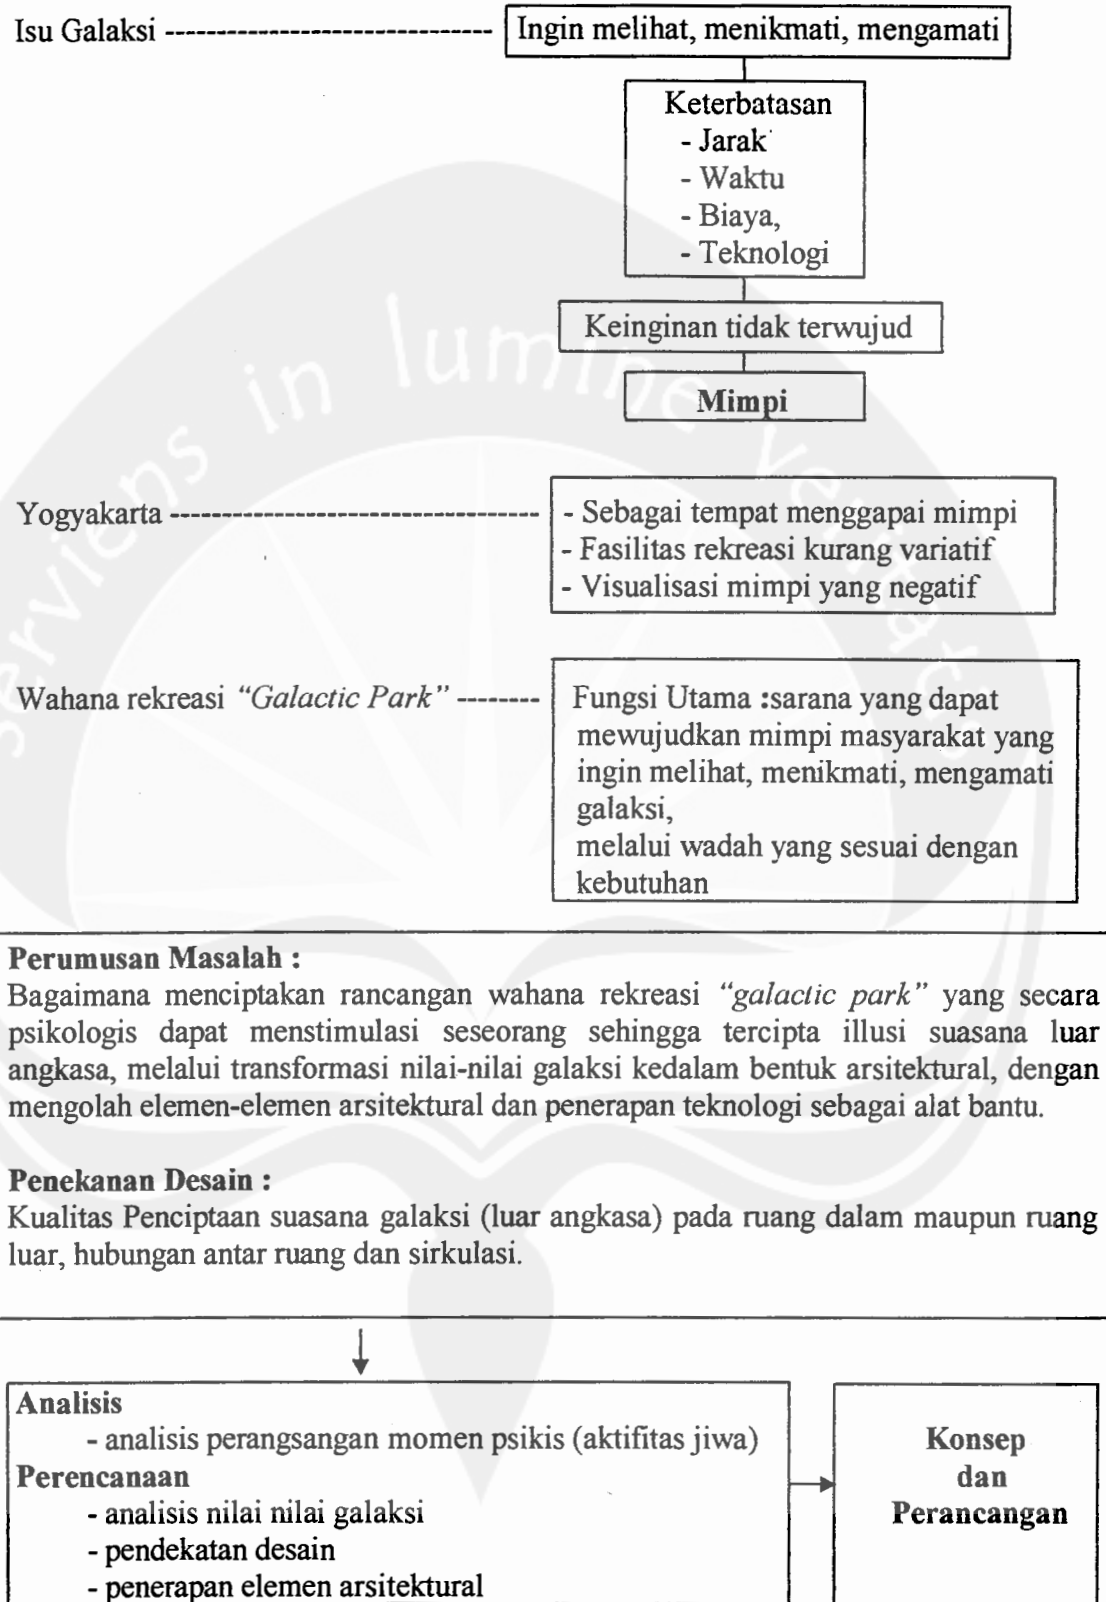 Isu Galaksi -------------------------------- Ingin melihat, menikmati, mengamati
Keterbatasan
- Jarak
- Waktu
- Biaya,
- Teknologi
Keinginan tidak terwujud
Mimpi
serviens in lumine veritatis
Yogyakarta ------------------------------------ - Sebagai tempat menggapai mimpi
- Fasilitas rekreasi kurang variatif
- Visualisasi mimpi yang negatif
Wahana rekreasi "Galactic Park" -------- Fungsi Utama :sarana yang dapat
mewujudkan mimpi masyarakat yang
ingin melihat, menikmati, mengamati
galaksi,
melalui wadah yang sesuai dengan
kebutuhan
Perumusan Masalah :
Bagaimana menciptakan rancangan wahana rekreasi "galactic park" yang secara
psikologis dapat menstimulasi seseorang sehingga tercipta illusi suasana luar
angkasa, melalui transformasi nilai-nilai galaksi kedalam bentuk arsitektural, dengan
mengolah elemen-elemen arsitektural dan penerapan teknologi sebagai alat bantu.
Penekanan Desain :
Kualitas Penciptaan suasana galaksi (luar angkasa) pada ruang dalam maupun ruang
luar, hubungan antar ruang dan sirkulasi.
Analisis
- analisis perangsangan momen psikis (aktifitas jiwa)
Perencanaan
- analisis nilai nilai galaksi
- pendekatan desain
- penerapan elemen arsitektural
Konsep
dan
Perancangan